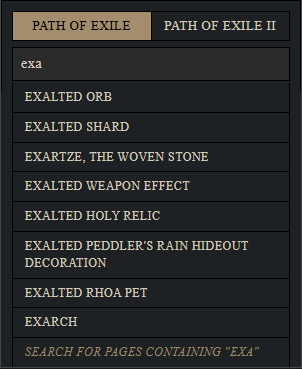 PATH OF EXILE PATH OF EXILE II
exa
EXALTED ORB
EXALTED SHARD
EXARTZE, THE WOVEN STONE
EXALTED WEAPON EFFECT
EXALTED HOLY RELIC
EXALTED PEDDLER'S RAIN HIDEOUT
DECORATION
EXALTED RHOA PET
EXARCH
SEARCH FOR PAGES CONTAINING "EXA"